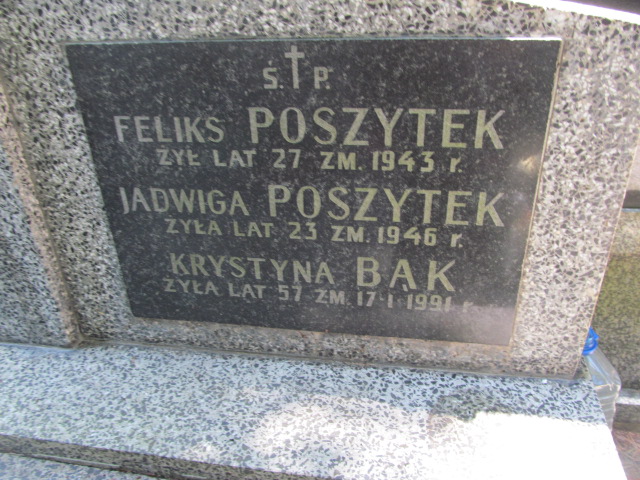 Ś.†P.
FELIKS POSZYTEK
ŻYŁ LAT 27 ZM. 1943 r.
JADWIGA POSZYTEK
ŻYŁA LAT 23 ZM. 1946 r.
KRYSTYNA BĄK
ŻYŁA LAT 57 ZM. 17 I 1991 r.